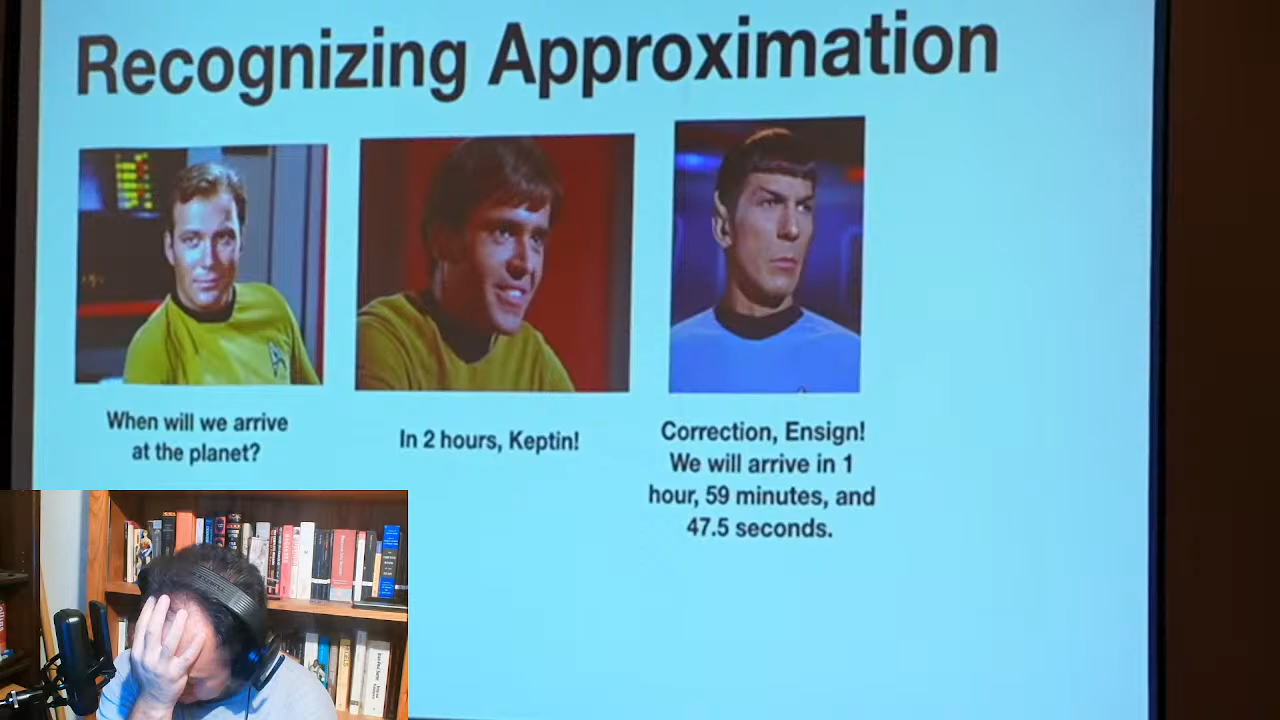 Recognizing Approximation
When will we arrive
at the planet?
In 2 hours, Keptin!
Correction, Ensign!
We will arrive in 1
hour, 59 minutes, and
47.5 seconds.